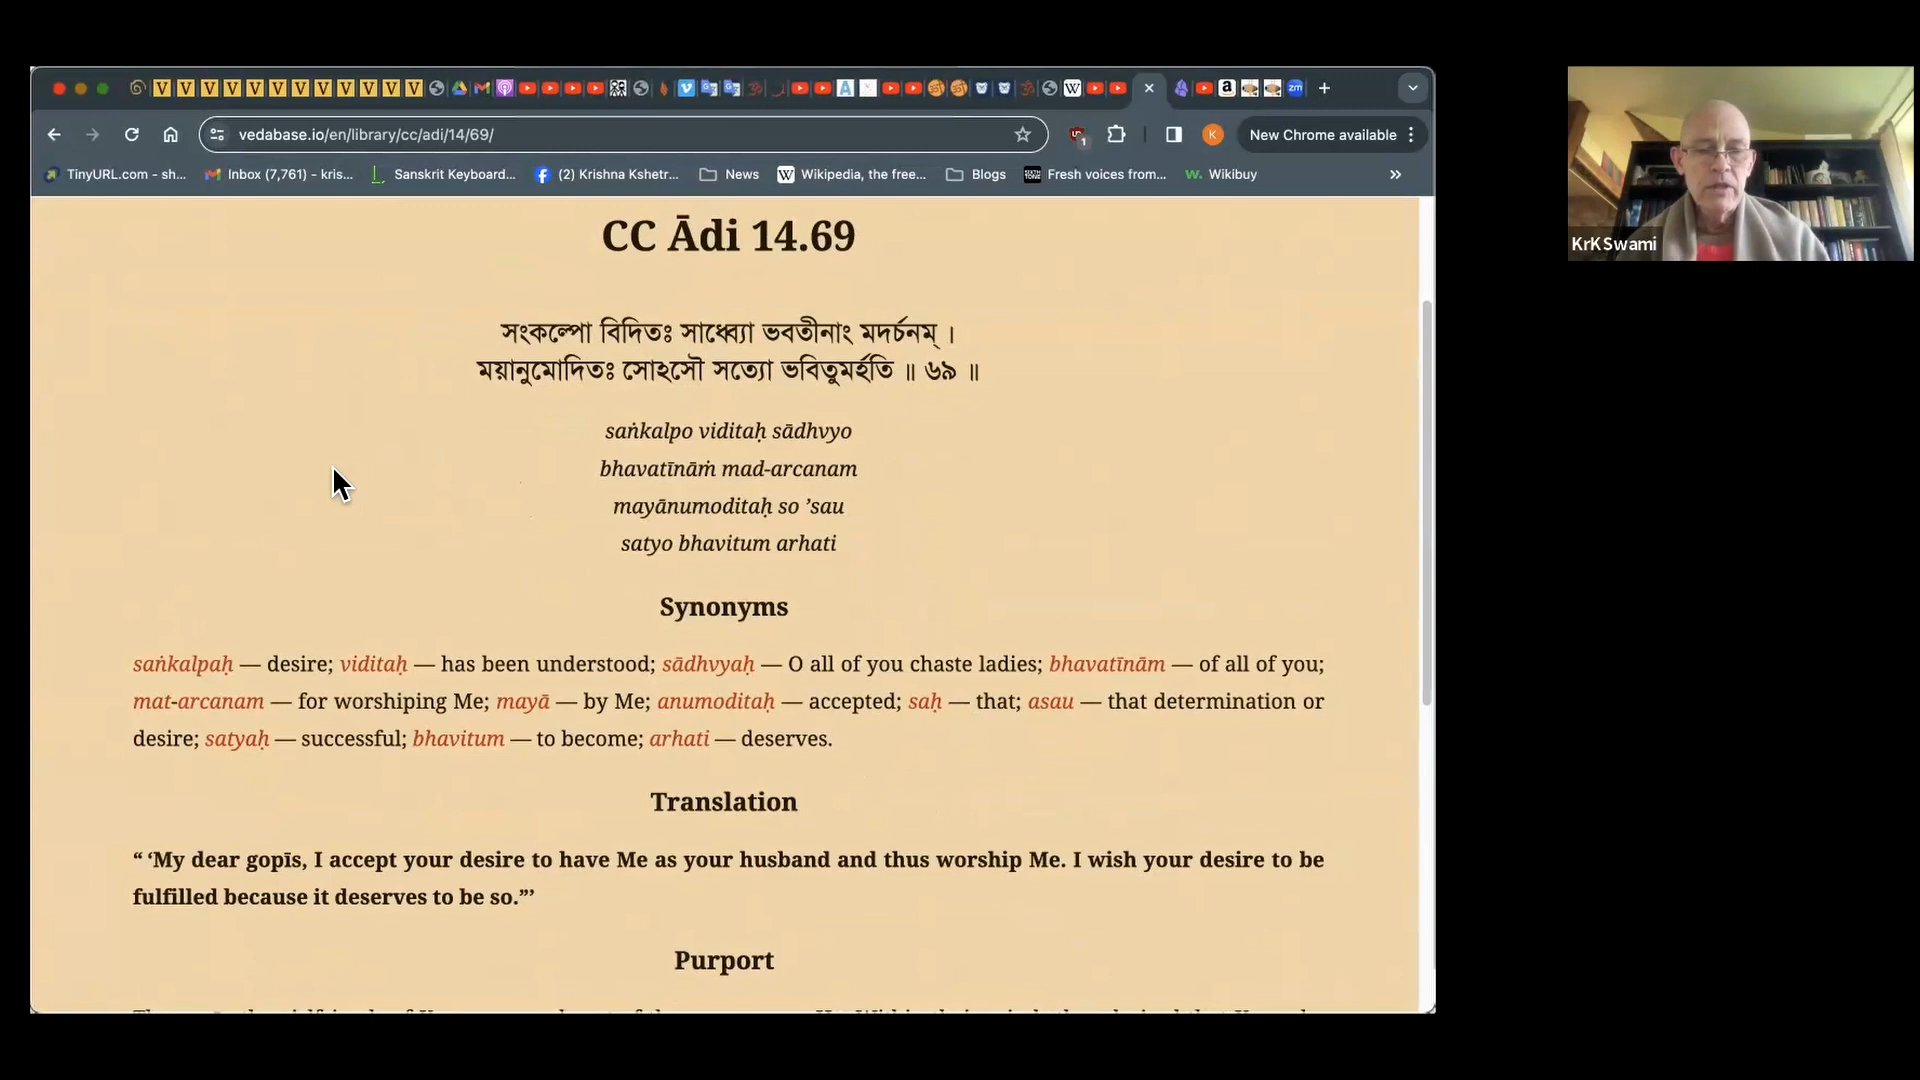 vedabase.io/en/library/cc/adi/14/69/
New Chrome available
TinyURL.com - sh...
Inbox (7,761) - kris...
Sanskrit Keyboard...
(2) Krishna Kshetr...
News
Wikipedia, the free...
Blogs
Fresh voices from...
Wikibuy
CC Ādi 14.69
সংকল্পো বিদিতঃ সাধ্ব্যো ভবতীনাং মদর্চনম্ ।
ময়ানুমোদিতঃ সোঽসৌ সত্যো ভবিতুমর্হতি ॥ ৬৯ ॥
saṅkalpo viditaḥ sādhvyo
bhavatīnāṁ mad-arcanam
mayānumoditaḥ so ’sau
satyo bhavitum arhati
Synonyms
saṅkalpaḥ — desire; viditaḥ — has been understood; sādhvyaḥ — O all of you chaste ladies; bhavatīnām — of all of you;
mat-arcanam — for worshiping Me; mayā — by Me; anumoditaḥ — accepted; saḥ — that; asau — that determination or
desire; satyaḥ — successful; bhavitum — to become; arhati — deserves.
Translation
“ ‘My dear gopīs, I accept your desire to have Me as your husband and thus worship Me. I wish your desire to be
fulfilled because it deserves to be so.”’
Purport
KrKSwami